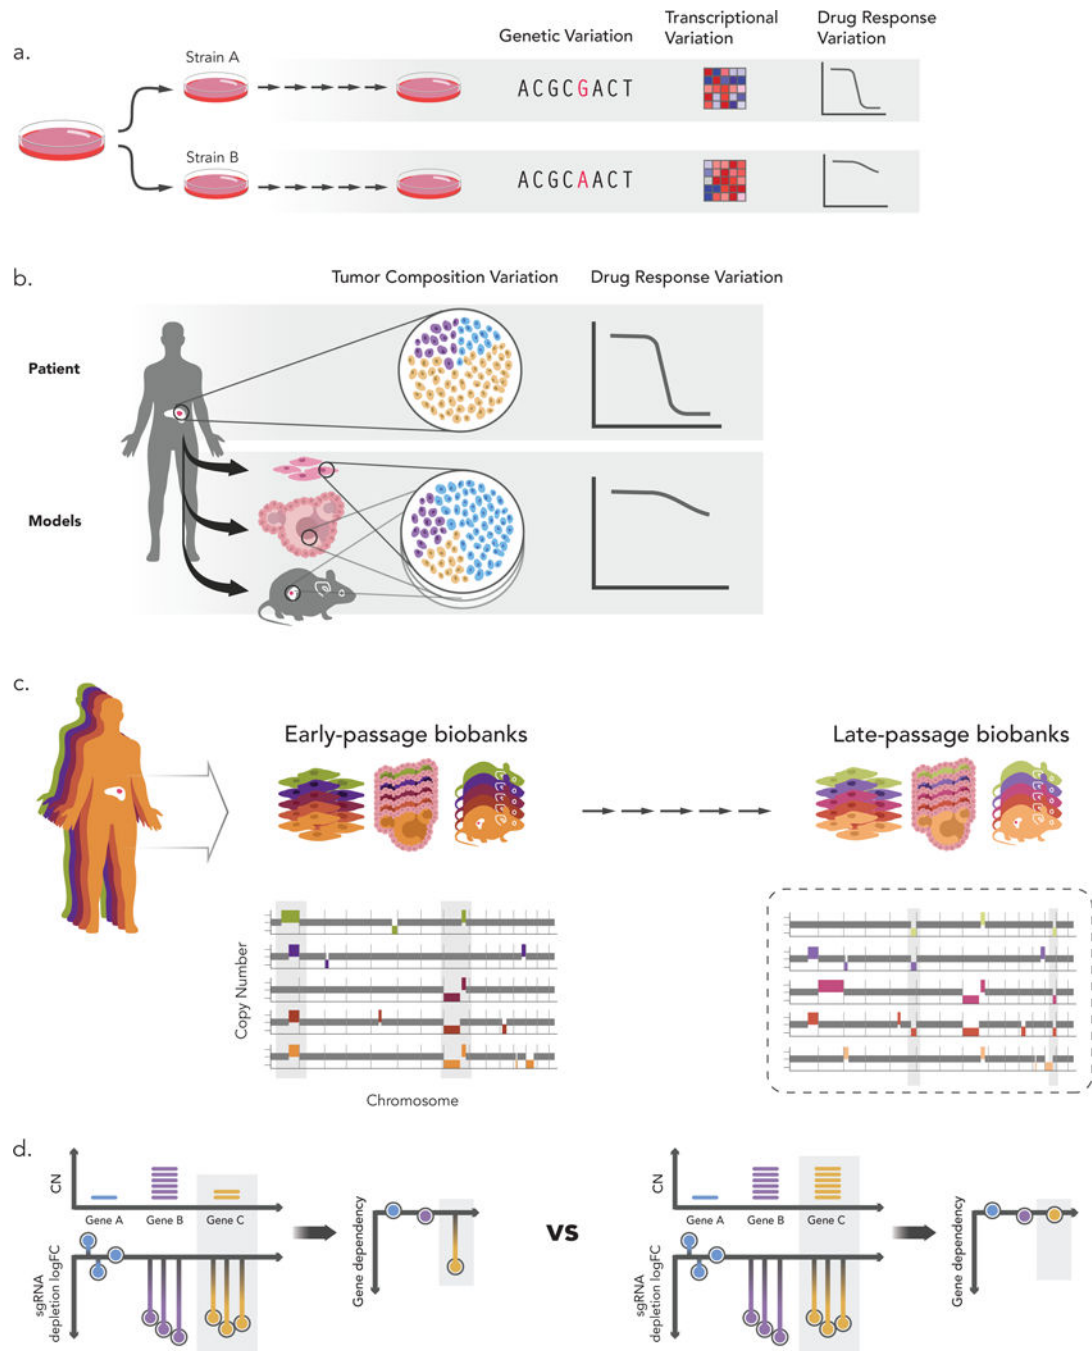 a.
Genetic Variation
Transcriptional
Variation
Drug Response
Variation
Strain A
ACGCGACT
Strain B
ACGCAACT
b.
Tumor Composition Variation
Drug Response Variation
Patient
Models
c.
Early-passage biobanks
Late-passage biobanks
Copy Number
Chromosome
d.
CN
Gene A
Gene B
Gene C
sgRNA
depletion logFC
Gene dependency
vs
CN
Gene A
Gene B
Gene C
sgRNA
depletion logFC
Gene dependency